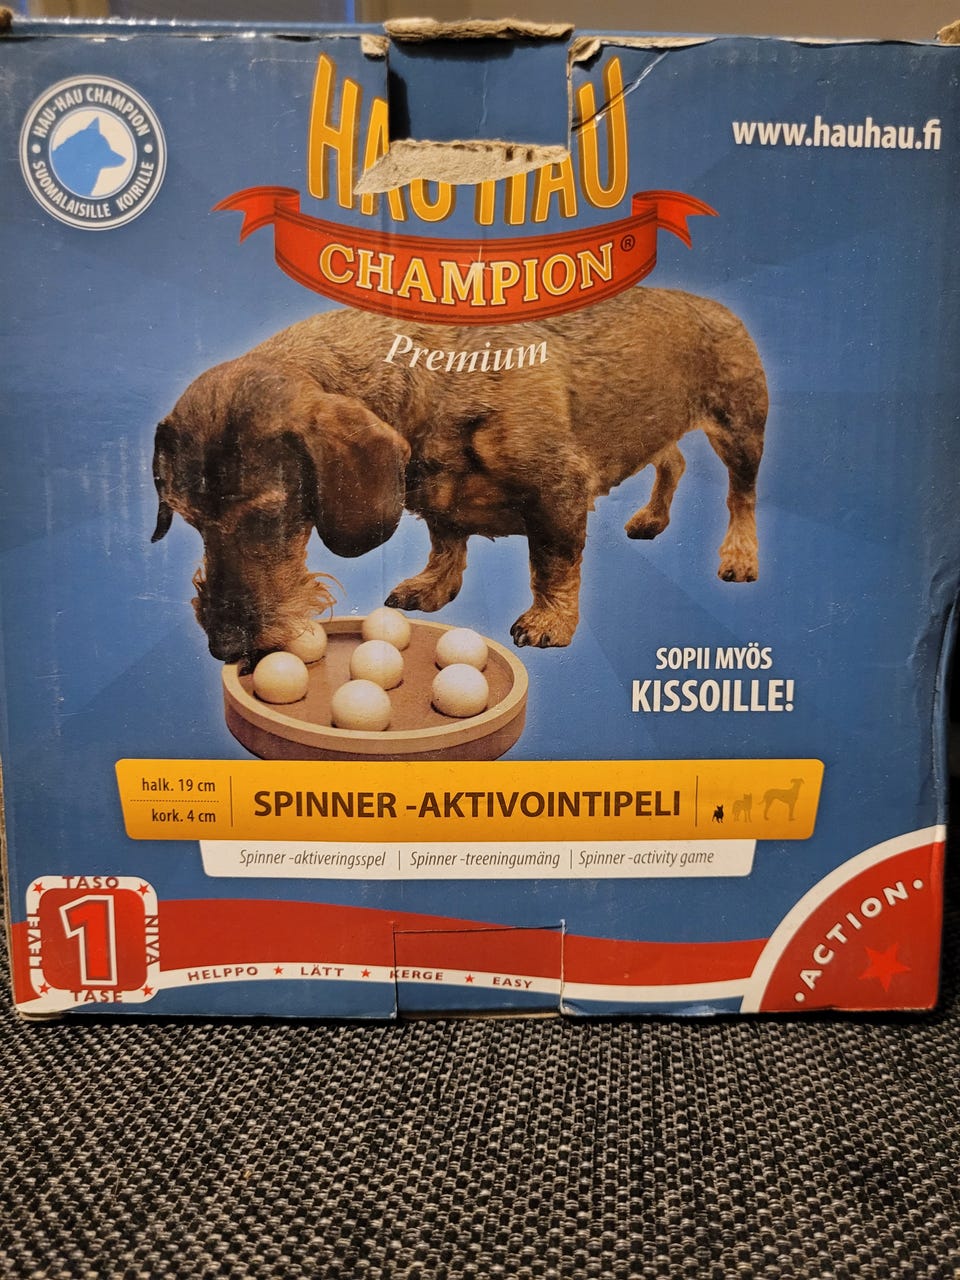 HAU-HAU CHAMPION
SUOMALAISILLE KOIRILLE
HAU-HAU
www.hauhau.fi
CHAMPION®
Premium
SOPII MYÖS
KISSOILLE!
halk. 19 cm
kork. 4 cm
SPINNER -AKTIVOINTIPELI
Spinner -aktiveringsspel | Spinner -treeningumäng | Spinner -activity game
TASO
LEVEL
1
NIVÅ
TASE
HELPPO ★ LÄTT ★ KERGE ★ EASY
• ACTION •